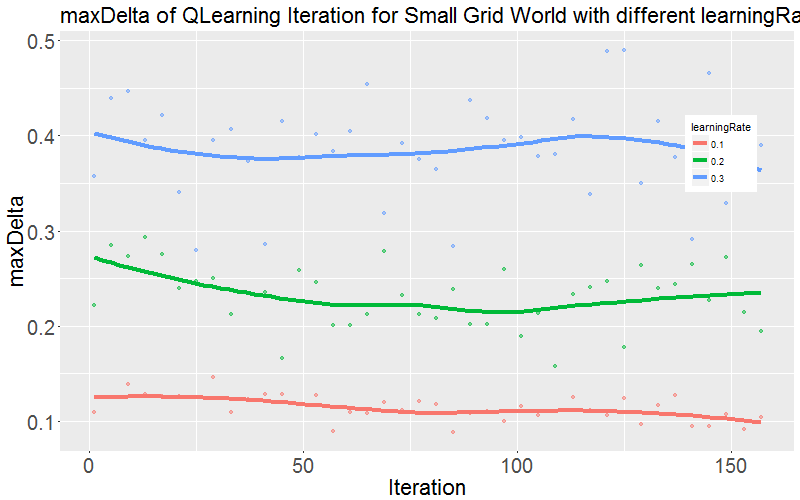 maxDelta of QLearning Iteration for Small Grid World with different learningRa
maxDelta
0.5
0.4
0.3
0.2
0.1
learningRate
0.1
0.2
0.3
0 50 100 150
Iteration